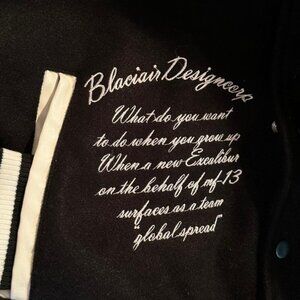 Blaciair Designcorp
What do you want
to do when you grow up
When a new Excalibur
on the behalf of mf-13
surfaces as a team
"global spread"